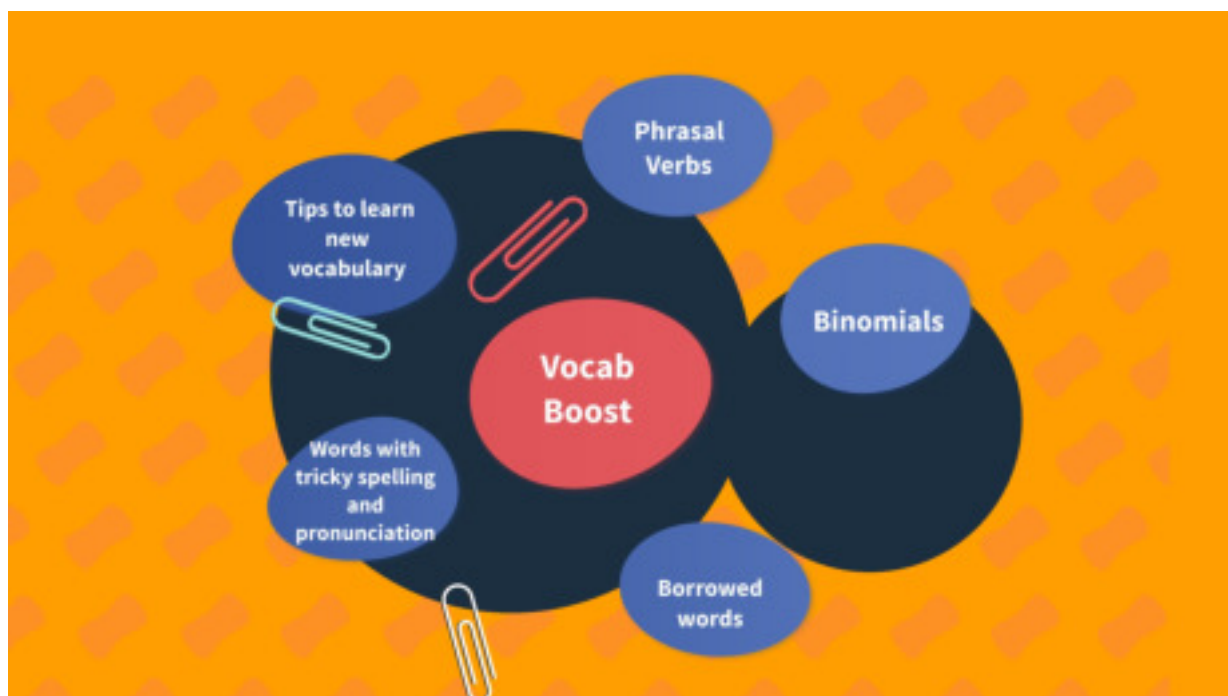 Phrasal
Verbs
Tips to learn
new
vocabulary
Binomials
Vocab
Boost
Words with
tricky spelling
and
pronunciation
Borrowed
words